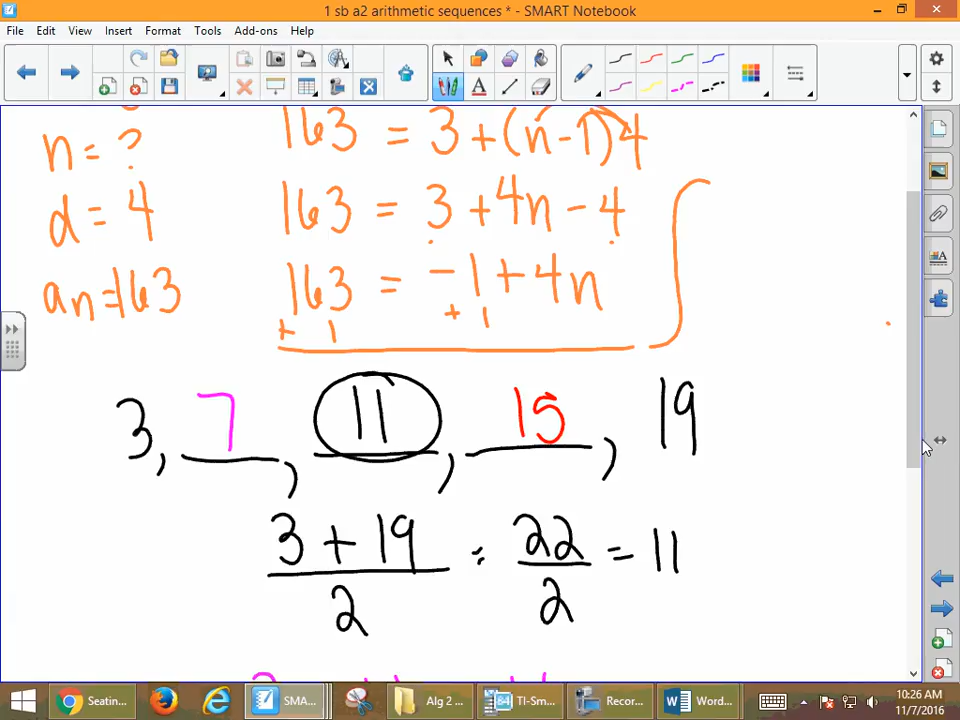 1 sb a2 arithmetic sequences * - SMART Notebook
File Edit View Insert Format Tools Add-ons Help
163 = 3 + (n - 1) 4
n = ?
d = 4
163 = 3 + 4n - 4
an = 163
163 = -1 + 4n
+ 1 + 1
3, 7, 11, 15, 19
3 + 19 / 2 = 22 / 2 = 11
Seatin...
SMA...
Alg 2 ...
TI-Sm...
Recor...
Word...
10:26 AM
11/7/2016